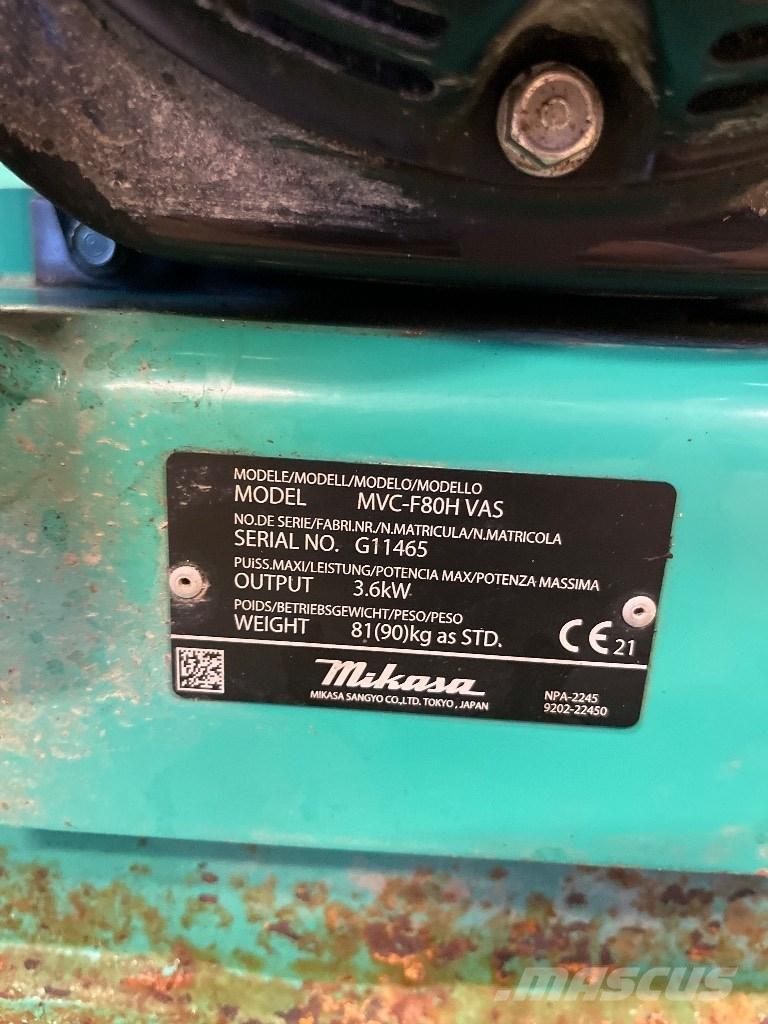 MODELE/MODELL/MODELO/MODELLO
MODEL MVC-F80H VAS
NO.DE SERIE/FABRI.NR./N.MATRICULA/N.MATRICOLA
SERIAL NO. G11465
PUiSS.MAXI/LEISTUNG/POTENCIA MAX/POTENZA MASSIMA
OUTPUT 3.6kW
POIDS/BETRIEBSGEWICHT/PESO/PESO
WEIGHT 81(90)kg as STD.
CE 21
Mikasa
MIKASA SANGYO CO.,LTD. TOKYO, JAPAN
NPA-2245
9202-22450
MASCUS